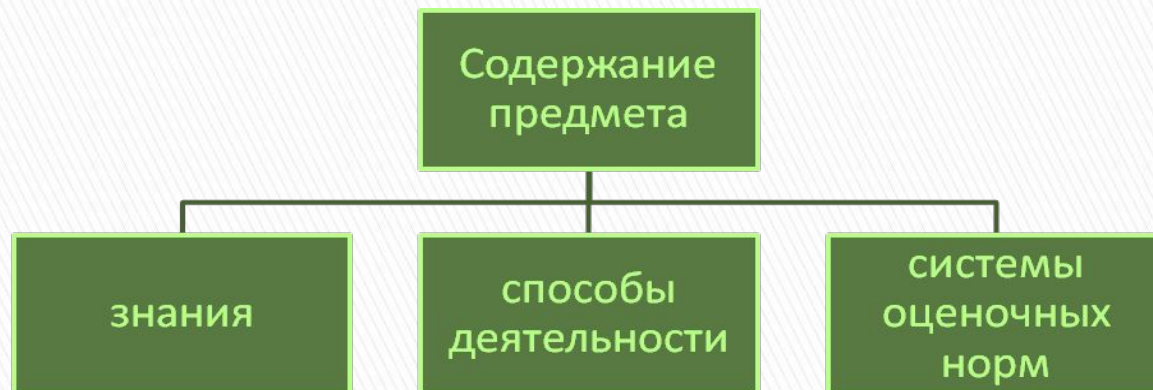 Содержание
предмета
знания
способы
деятельности
системы
оценочных
норм